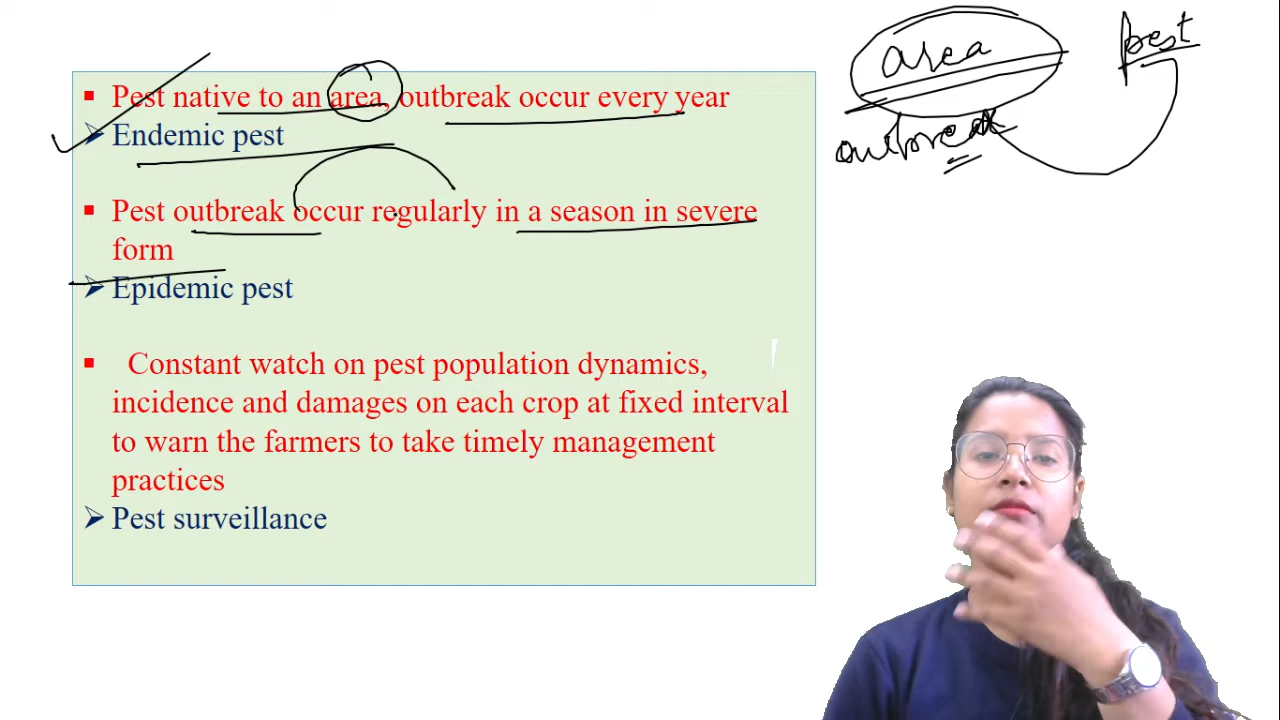 ▪ Pest native to an area, outbreak occur every year
➢ Endemic pest
▪ Pest outbreak occur regularly in a season in severe
form
➢ Epidemic pest
▪ Constant watch on pest population dynamics,
incidence and damages on each crop at fixed interval
to warn the farmers to take timely management
practices
➢ Pest surveillance
area
pest
outbreak